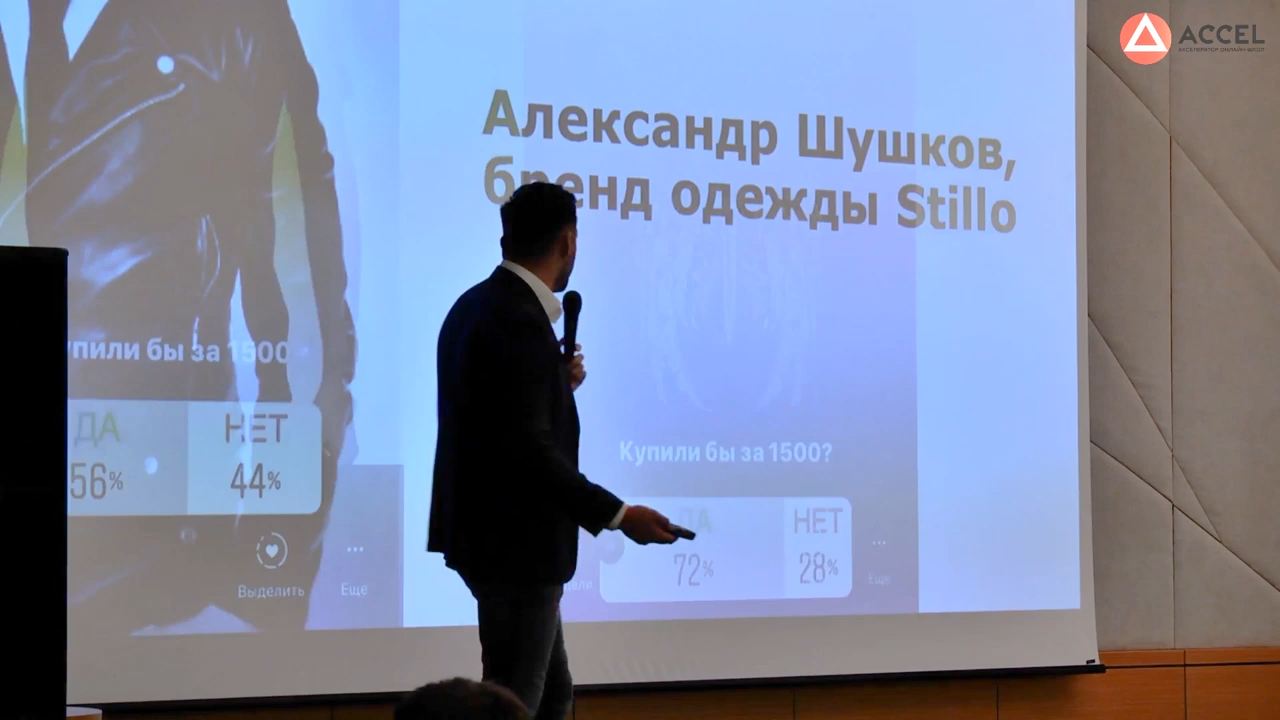 ACCEL
АКСЕЛЕРАТОР ОНЛАЙН-ШКОЛ
Александр Шушков,
бренд одежды Stillo
упили бы за 1500
ДА НЕТ
56% 44%
Выделить Еще
Купили бы за 1500?
ДА НЕТ
72% 28%
Еще